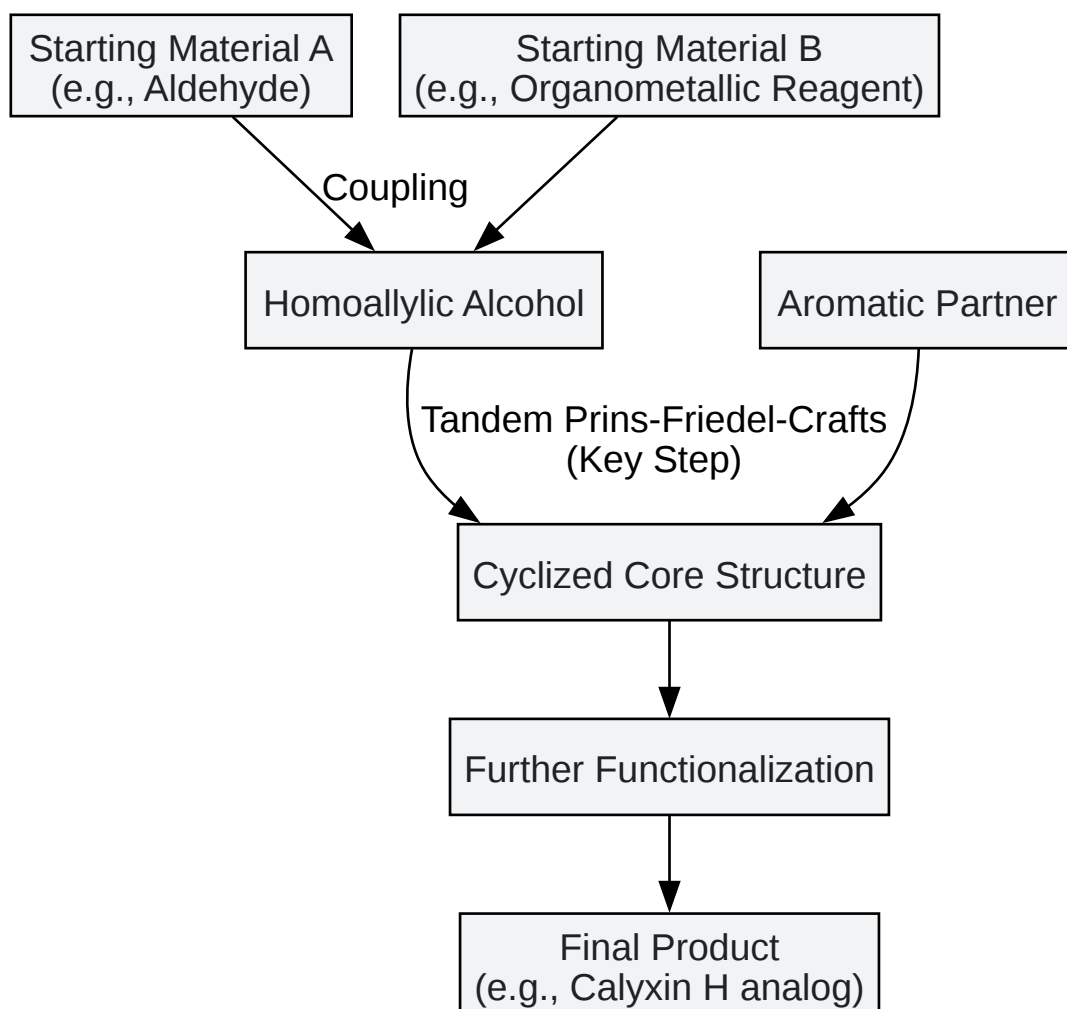 Starting Material A
(e.g., Aldehyde)
Starting Material B
(e.g., Organometallic Reagent)
Coupling
Homoallylic Alcohol
Aromatic Partner
Tandem Prins-Friedel-Crafts
(Key Step)
Cyclized Core Structure
Further Functionalization
Final Product
(e.g., Calyxin H analog)